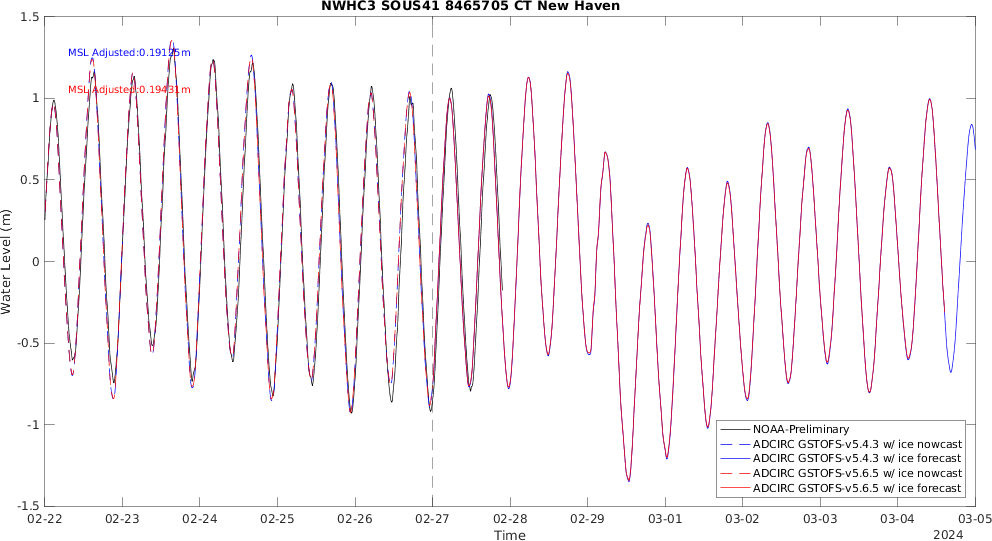 NWHC3 SOUS41 8465705 CT New Haven
1.5
MSL Adjusted:0.19125m
MSL Adjusted:0.19431m
1
0.5
0
-0.5
-1
-1.5
Water Level (m)
NOAA-Preliminary
ADCIRC GSTOFS-v5.4.3 w/ ice nowcast
ADCIRC GSTOFS-v5.4.3 w/ ice forecast
ADCIRC GSTOFS-v5.6.5 w/ ice nowcast
ADCIRC GSTOFS-v5.6.5 w/ ice forecast
02-22 02-23 02-24 02-25 02-26 02-27 02-28 02-29 03-01 03-02 03-03 03-04 03-05
Time
2024